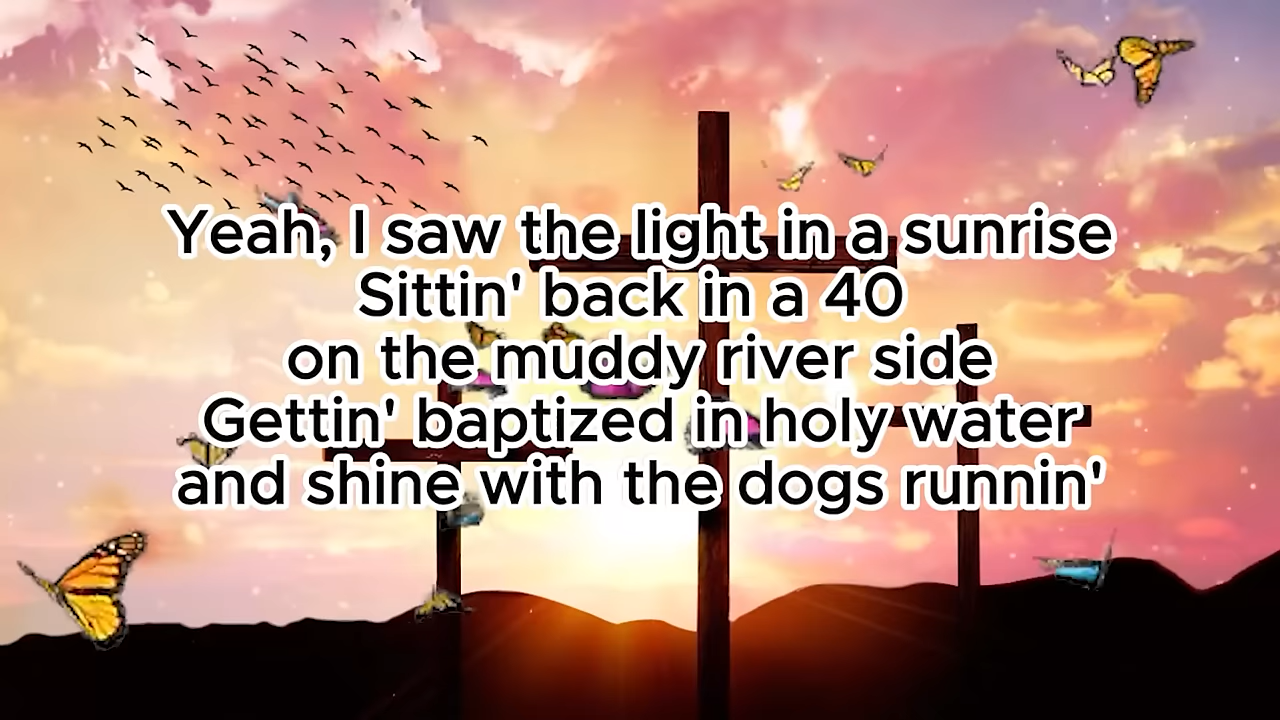 Yeah, I saw the light in a sunrise
Sittin' back in a 40
on the muddy river side
Gettin' baptized in holy water
and shine with the dogs runnin'